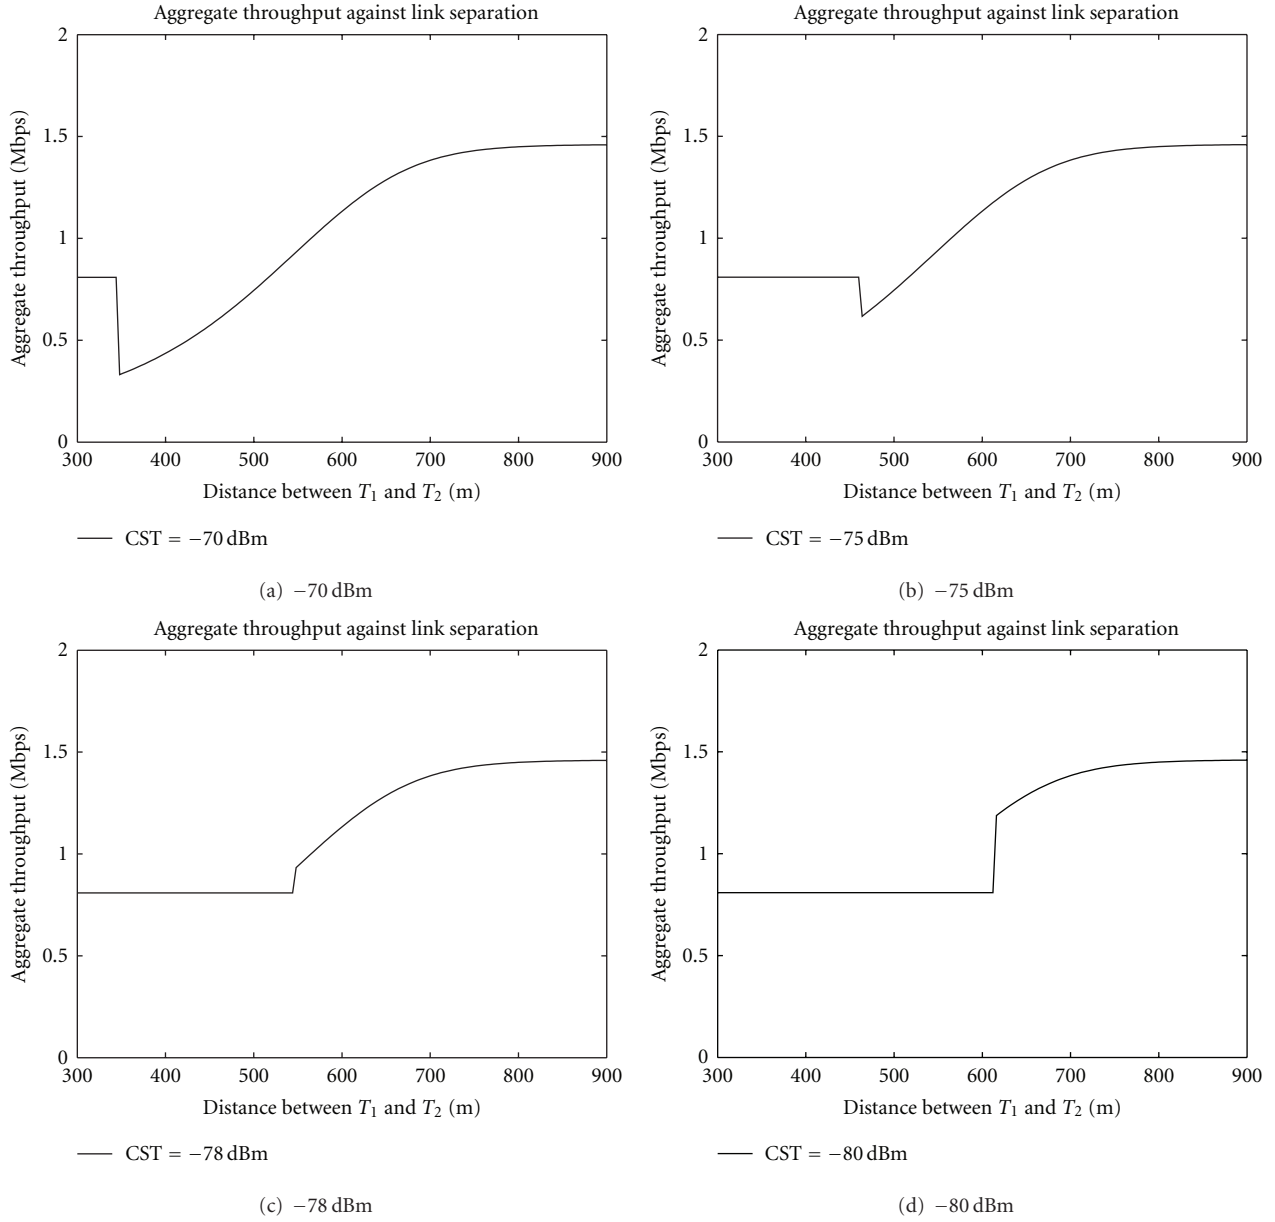 Aggregate throughput against link separation
Aggregate throughput (Mbps)
2
1.5
1
0.5
0
300 400 500 600 700 800 900
Distance between T1 and T2 (m)
CST = −70 dBm
(a) −70 dBm
Aggregate throughput against link separation
Aggregate throughput (Mbps)
2
1.5
1
0.5
0
300 400 500 600 700 800 900
Distance between T1 and T2 (m)
CST = −75 dBm
(b) −75 dBm
Aggregate throughput against link separation
Aggregate throughput (Mbps)
2
1.5
1
0.5
0
300 400 500 600 700 800 900
Distance between T1 and T2 (m)
CST = −78 dBm
(c) −78 dBm
Aggregate throughput against link separation
Aggregate throughput (Mbps)
2
1.5
1
0.5
0
300 400 500 600 700 800 900
Distance between T1 and T2 (m)
CST = −80 dBm
(d) −80 dBm